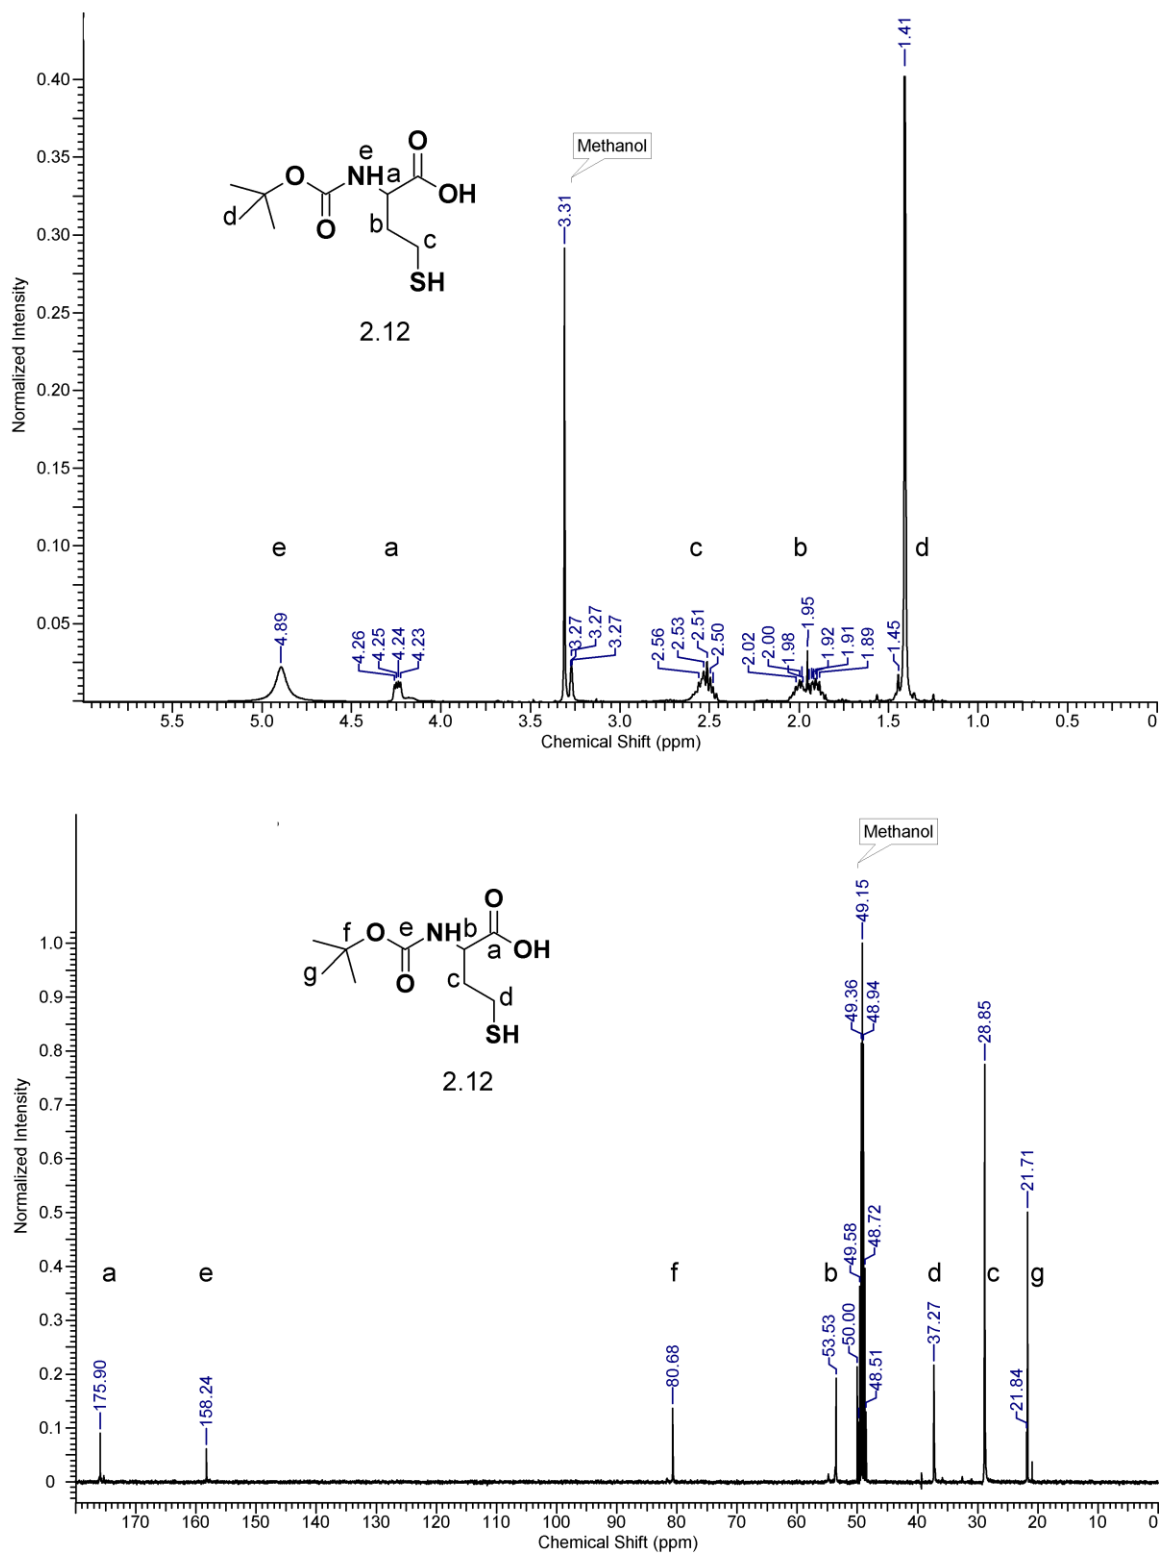 1.41
Methanol
3.31
0.40
0.35
0.30
0.25
0.20
0.15
0.10
0.05
Normalized Intensity
O
e
NH
a
O
OH
O
b
c
d
SH
2.12
e
a
c
b
d
4.89
4.26
4.25
4.24
4.23
3.27
3.27
3.27
2.56
2.53
2.51
2.50
2.02
2.00
1.98
1.95
1.92
1.91
1.89
1.45
5.5 5.0 4.5 4.0 3.5 3.0 2.5 2.0 1.5 1.0 0.5 0
Chemical Shift (ppm)
Methanol
49.15
49.36
48.94
28.85
1.0
0.9
0.8
0.7
0.6
0.5
0.4
0.3
0.2
0.1
0
Normalized Intensity
f
O
e
NH
b
O
a
OH
g
O
c
d
SH
2.12
21.71
49.58
48.72
a
e
f
b
d
c
g
175.90
158.24
80.68
53.53
50.00
48.51
37.27
21.84
170 160 150 140 130 120 110 100 90 80 70 60 50 40 30 20 10 0
Chemical Shift (ppm)